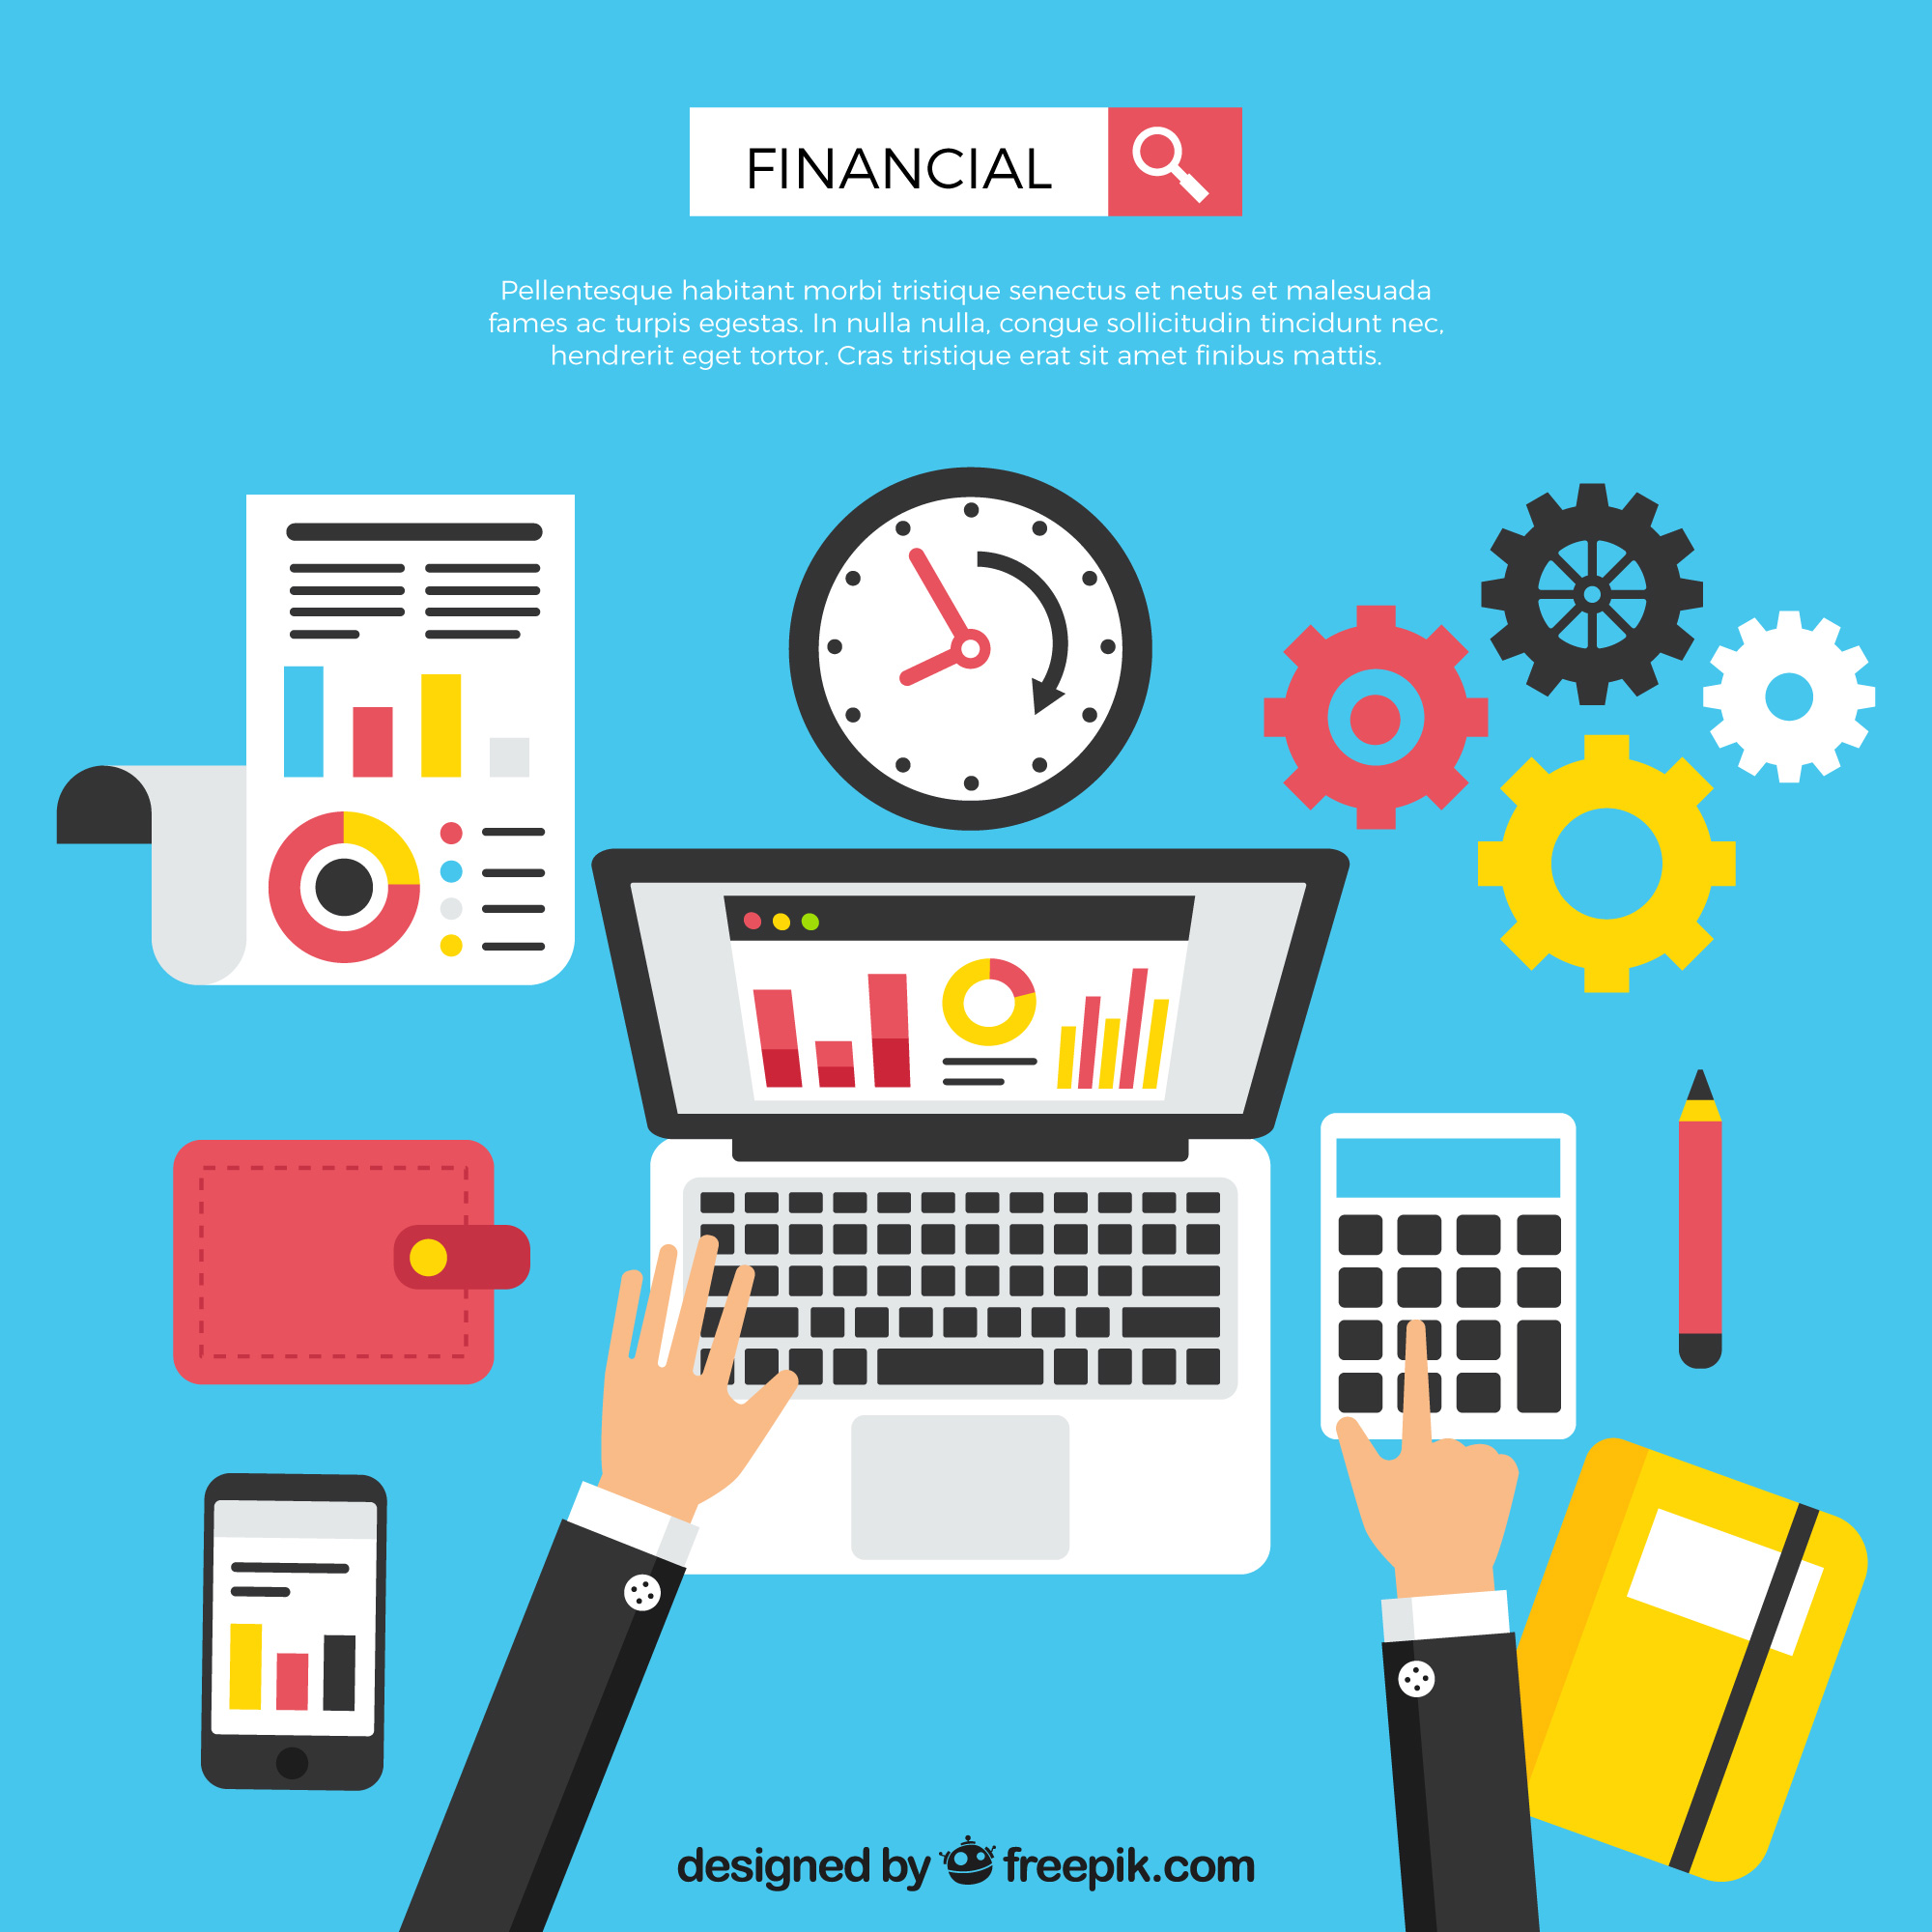 FINANCIAL
Pellentesque habitant morbi tristique senectus et netus et malesuada
fames ac turpis egestas. In nulla nulla, congue sollicitudin tincidunt nec,
hendrerit eget tortor. Cras tristique erat sit amet finibus mattis.
designed by freepik.com